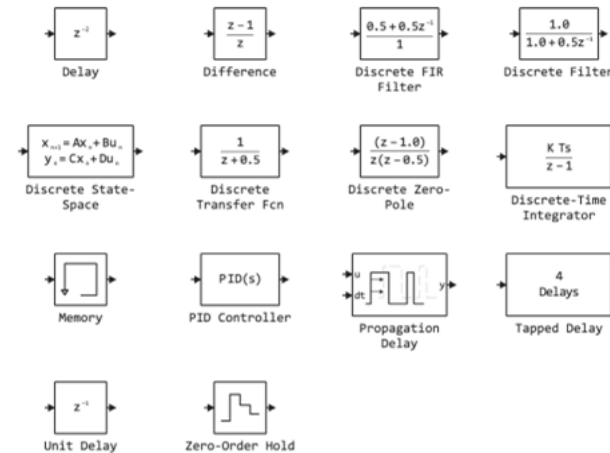 z⁻²
Delay
z-1
z
Difference
0.5+0.5z⁻¹
1
Discrete FIR
Filter
1.0
1.0+0.5z⁻¹
Discrete Filter
xₙ₊₁=Axₙ+Buₙ
yₙ=Cxₙ+Duₙ
Discrete State-
Space
1
z+0.5
Discrete
Transfer Fcn
(z-1.0)
z(z-0.5)
Discrete Zero-
Pole
K Ts
z-1
Discrete-Time
Integrator
Memory
PID(s)
PID Controller
u
dt
y
Propagation
Delay
4
Delays
Tapped Delay
z⁻¹
Unit Delay
Zero-Order Hold